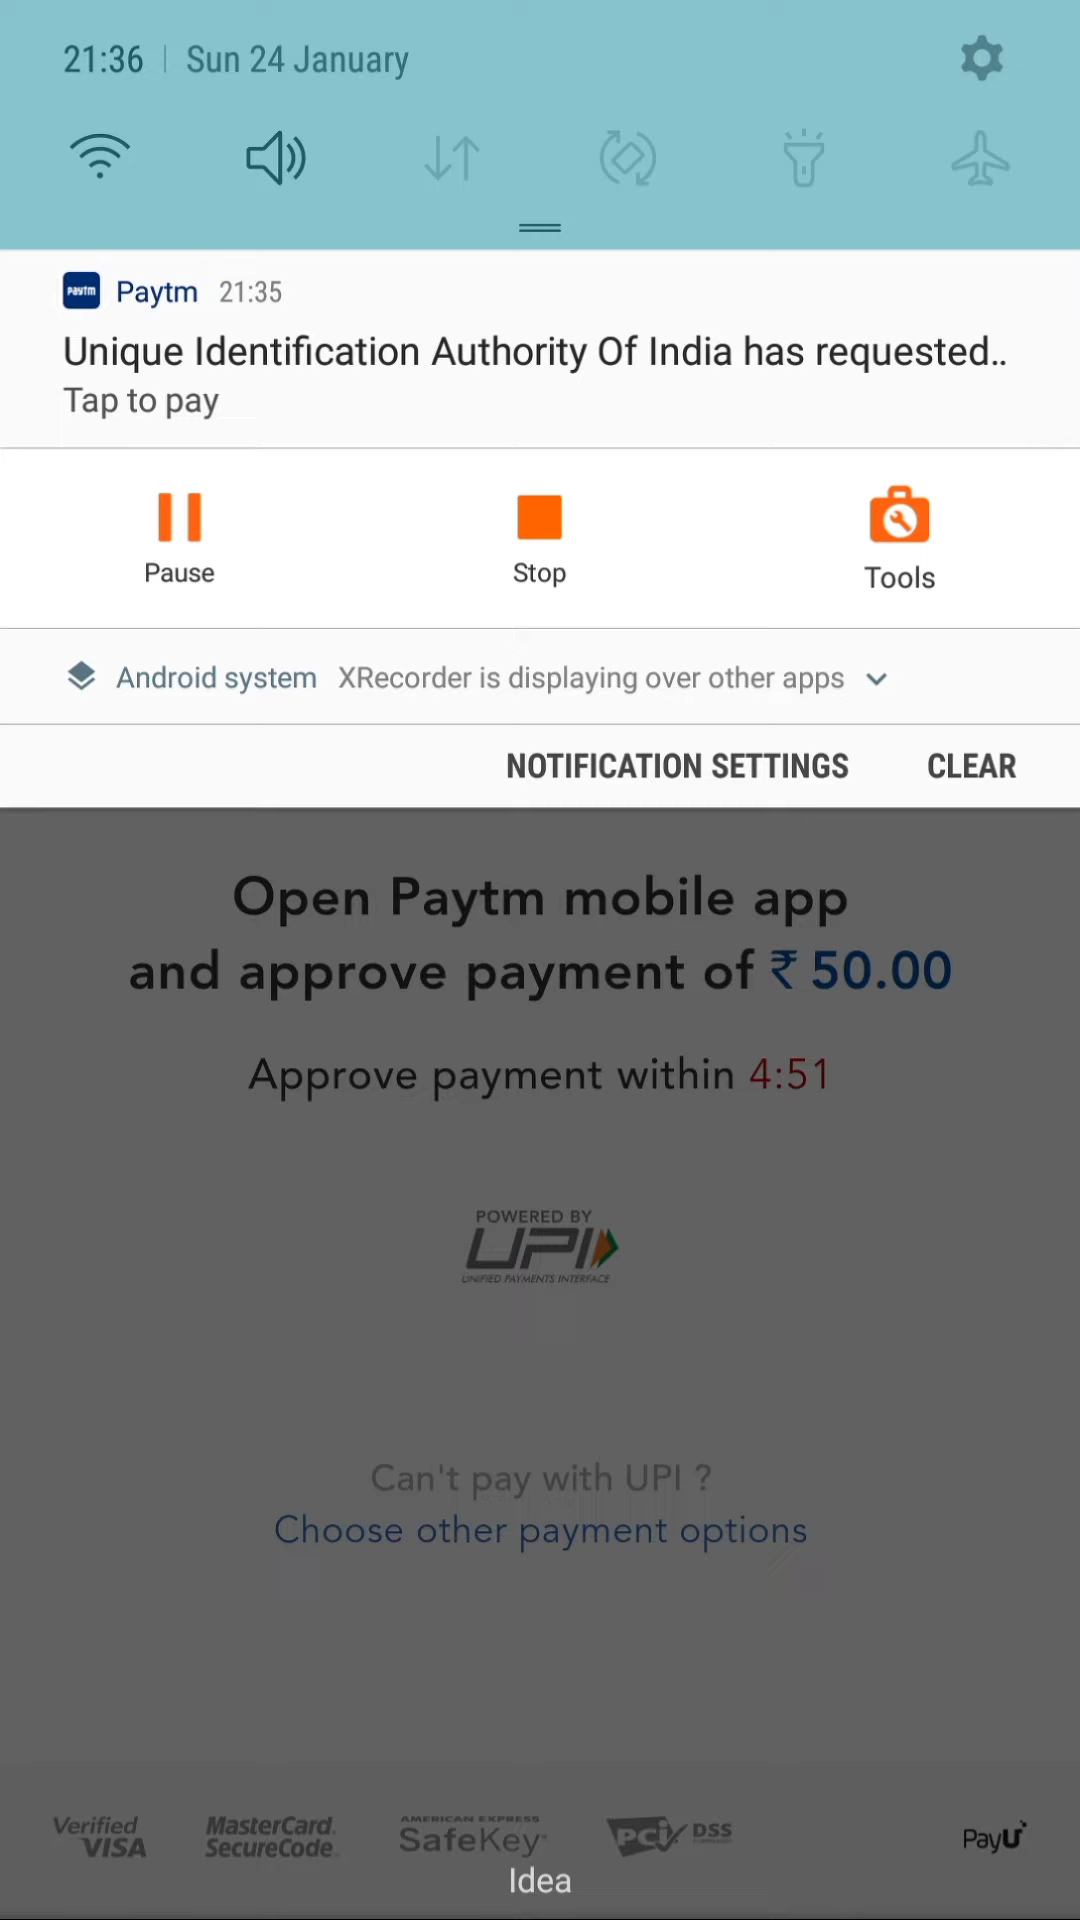 21:36 | Sun 24 January
Paytm
Paytm 21:35
Unique Identification Authority Of India has requested..
Tap to pay
Pause
Stop
Tools
Android system XRecorder is displaying over other apps
NOTIFICATION SETTINGS CLEAR
Open Paytm mobile app
and approve payment of ₹ 50.00
Approve payment within 4:51
POWERED BY
UPI
UNIFIED PAYMENTS INTERFACE
Can't pay with UPI ?
Choose other payment options
Verified
VISA
MasterCard.
SecureCode.
AMERICAN EXPRESS
SafeKey
PCI DSS
PayU
Idea